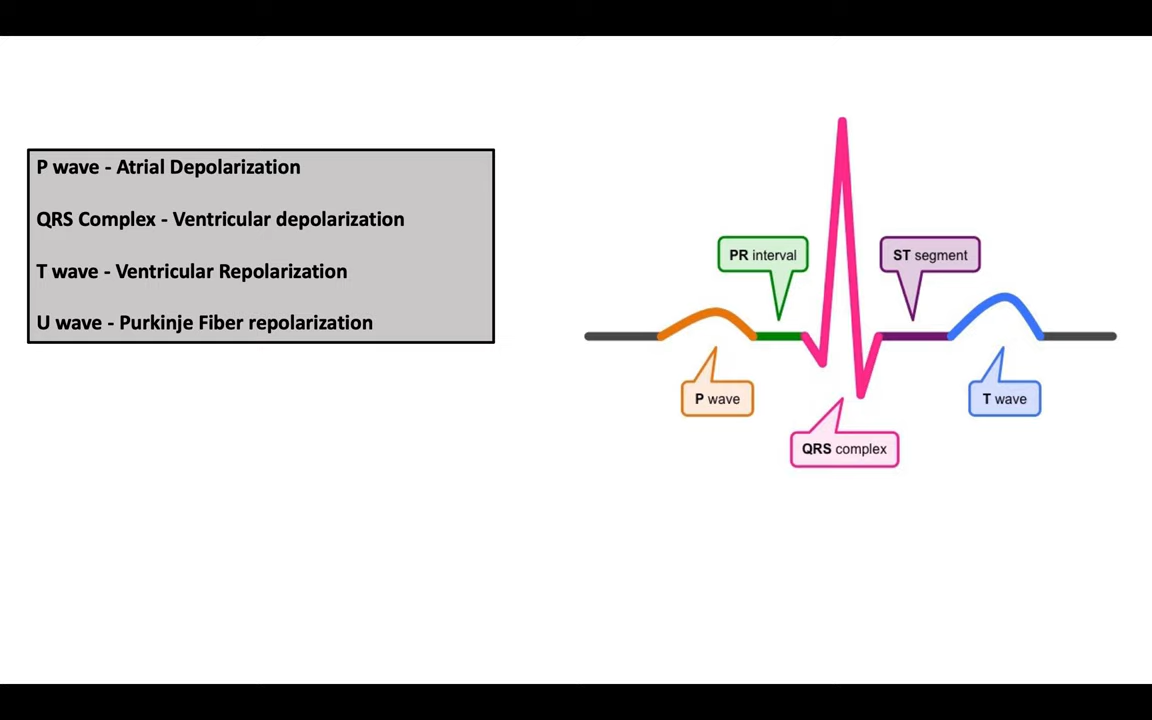 P wave - Atrial Depolarization
QRS Complex - Ventricular depolarization
T wave - Ventricular Repolarization
U wave - Purkinje Fiber repolarization
PR interval
ST segment
P wave
T wave
QRS complex